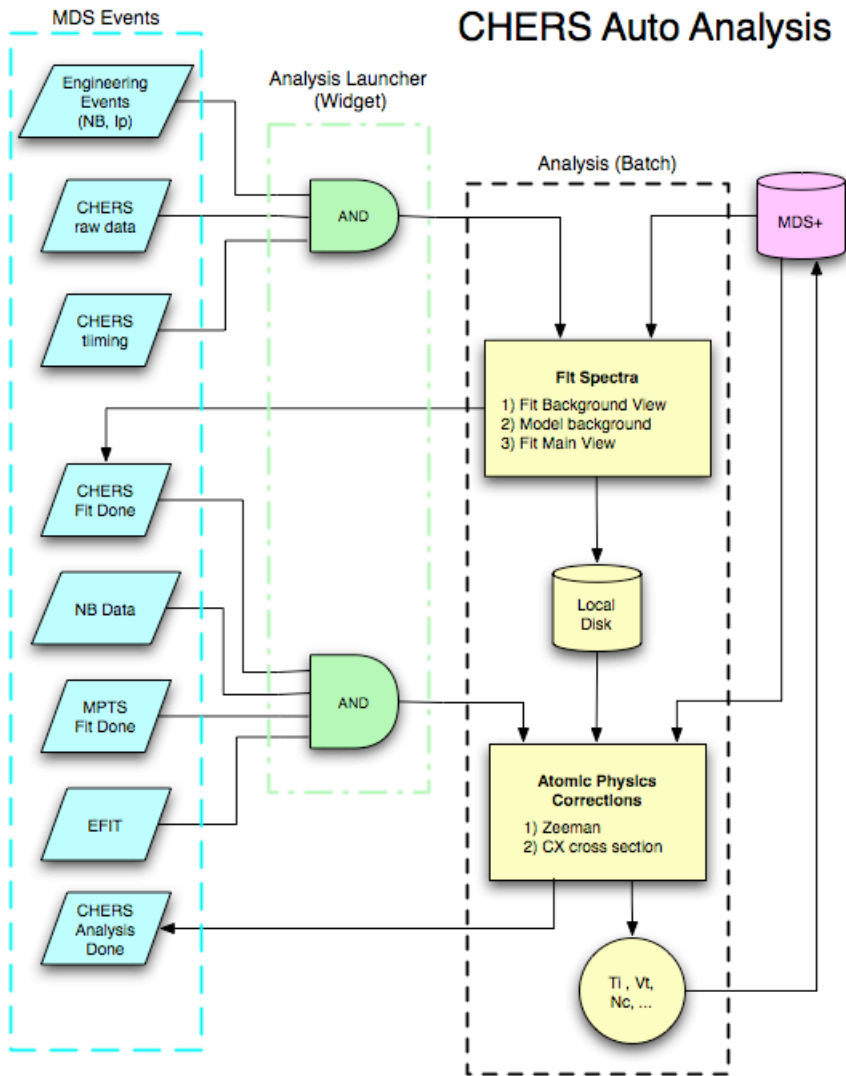 CHERS Auto Analysis
MDS Events
Engineering
Events
(NB, Ip)
CHERS
raw data
CHERS
tiiming
CHERS
Fit Done
NB Data
MPTS
Fit Done
EFIT
CHERS
Analysis
Done
Analysis Launcher
(Widget)
AND
AND
Analysis (Batch)
MDS+
Fit Spectra
1) Fit Background View
2) Model background
3) Fit Main View
Local
Disk
Atomic Physics
Corrections
1) Zeeman
2) CX cross section
Ti , Vt,
Nc, ...